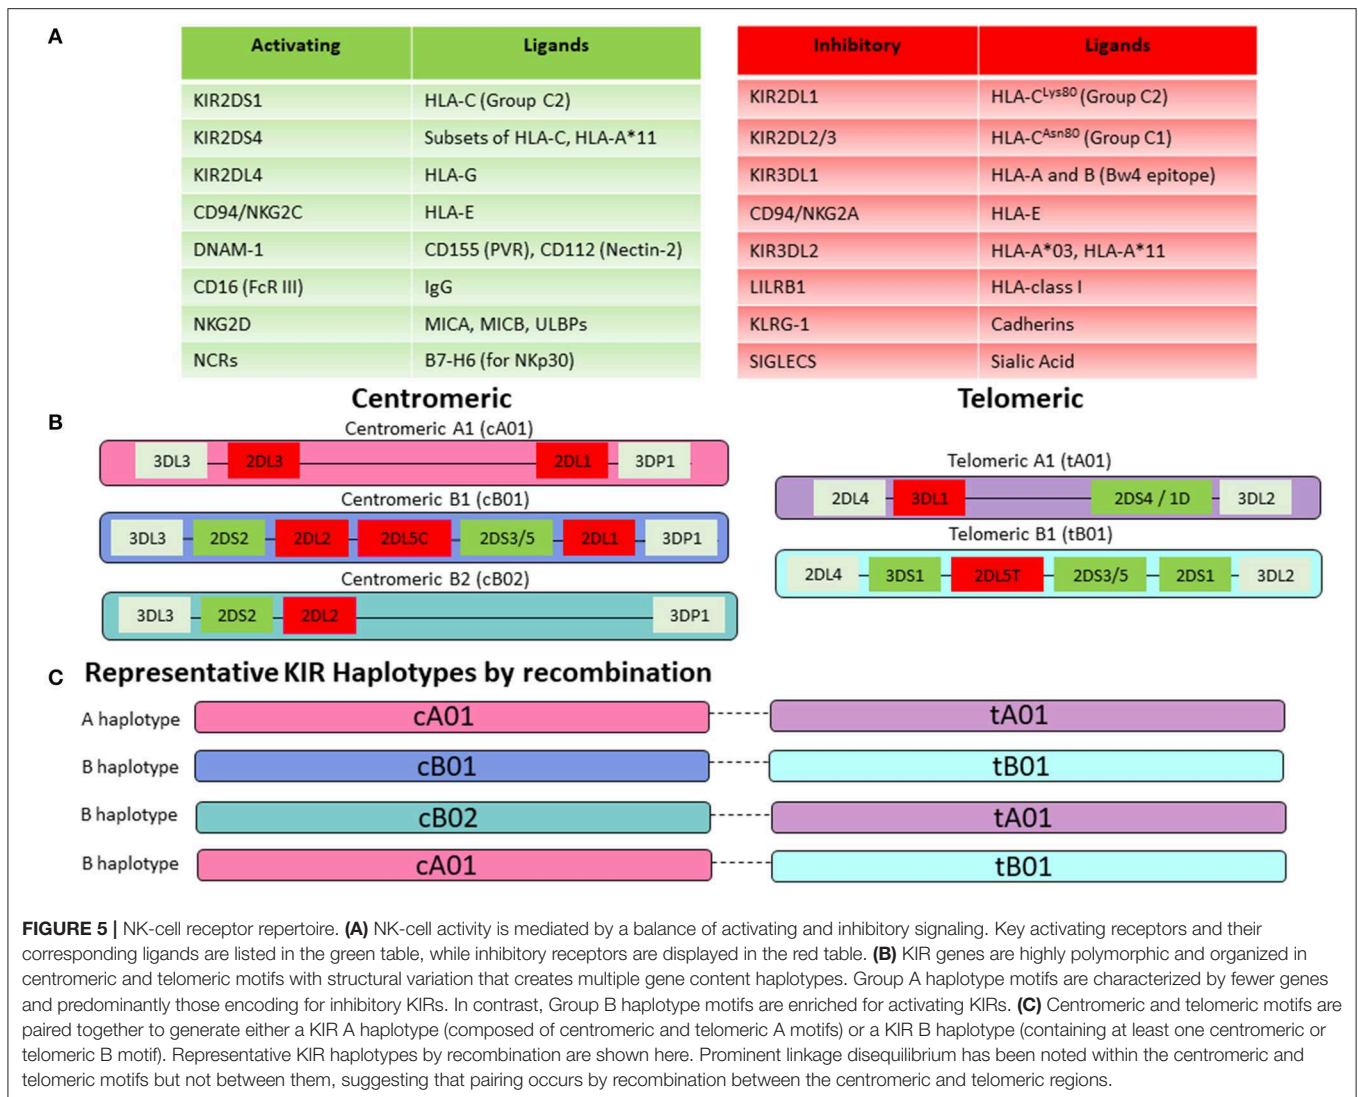 A
Activating Ligands
KIR2DS1 HLA-C (Group C2)
KIR2DS4 Subsets of HLA-C, HLA-A*11
KIR2DL4 HLA-G
CD94/NKG2C HLA-E
DNAM-1 CD155 (PVR), CD112 (Nectin-2)
CD16 (FcR III) IgG
NKG2D MICA, MICB, ULBPs
NCRs B7-H6 (for NKp30)
Inhibitory Ligands
KIR2DL1 HLA-CLys80 (Group C2)
KIR2DL2/3 HLA-CAsn80 (Group C1)
KIR3DL1 HLA-A and B (Bw4 epitope)
CD94/NKG2A HLA-E
KIR3DL2 HLA-A*03, HLA-A*11
LILRB1 HLA-class I
KLRG-1 Cadherins
SIGLECS Sialic Acid
B
Centromeric
Centromeric A1 (cA01)
3DL3 2DL3 2DL1 3DP1
Centromeric B1 (cB01)
3DL3 2DS2 2DL2 2DL5C 2DS3/5 2DL1 3DP1
Centromeric B2 (cB02)
3DL3 2DS2 2DL2 3DP1
Telomeric
Telomeric A1 (tA01)
2DL4 3DL1 2DS4 / 1D 3DL2
Telomeric B1 (tB01)
2DL4 3DS1 2DL5T 2DS3/5 2DS1 3DL2
C Representative KIR Haplotypes by recombination
A haplotype cA01 tA01
B haplotype cB01 tB01
B haplotype cB02 tA01
B haplotype cA01 tB01
FIGURE 5 | NK-cell receptor repertoire. (A) NK-cell activity is mediated by a balance of activating and inhibitory signaling. Key activating receptors and their
corresponding ligands are listed in the green table, while inhibitory receptors are displayed in the red table. (B) KIR genes are highly polymorphic and organized in
centromeric and telomeric motifs with structural variation that creates multiple gene content haplotypes. Group A haplotype motifs are characterized by fewer genes
and predominantly those encoding for inhibitory KIRs. In contrast, Group B haplotype motifs are enriched for activating KIRs. (C) Centromeric and telomeric motifs are
paired together to generate either a KIR A haplotype (composed of centromeric and telomeric A motifs) or a KIR B haplotype (containing at least one centromeric or
telomeric B motif). Representative KIR haplotypes by recombination are shown here. Prominent linkage disequilibrium has been noted within the centromeric and
telomeric motifs but not between them, suggesting that pairing occurs by recombination between the centromeric and telomeric regions.